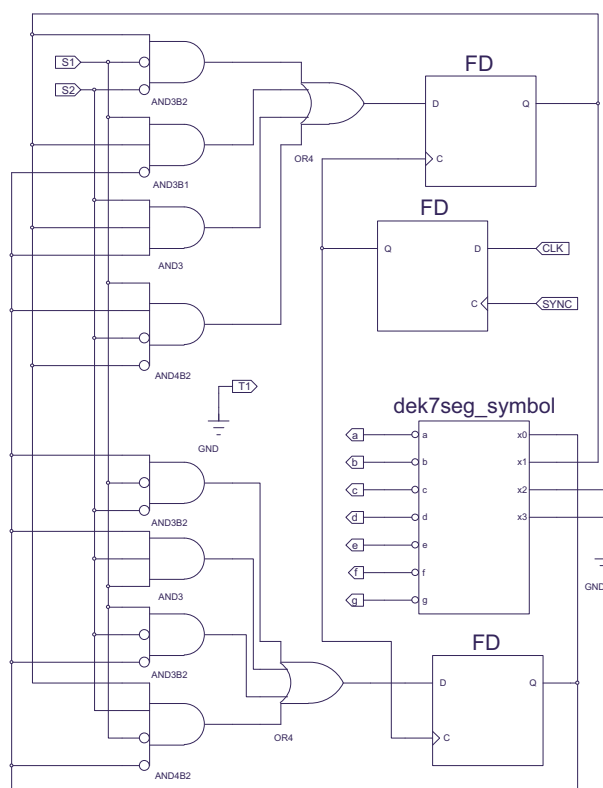 S1
S2
AND3B2
AND3B1
AND3
AND4B2
OR4
FD
D
Q
C
FD
Q
D
C
CLK
SYNC
T1
GND
dek7seg_symbol
a
a
x0
b
b
x1
c
c
x2
d
d
x3
e
e
f
f
g
g
GND
AND3B2
AND3
AND3B2
AND4B2
OR4
FD
D
Q
C